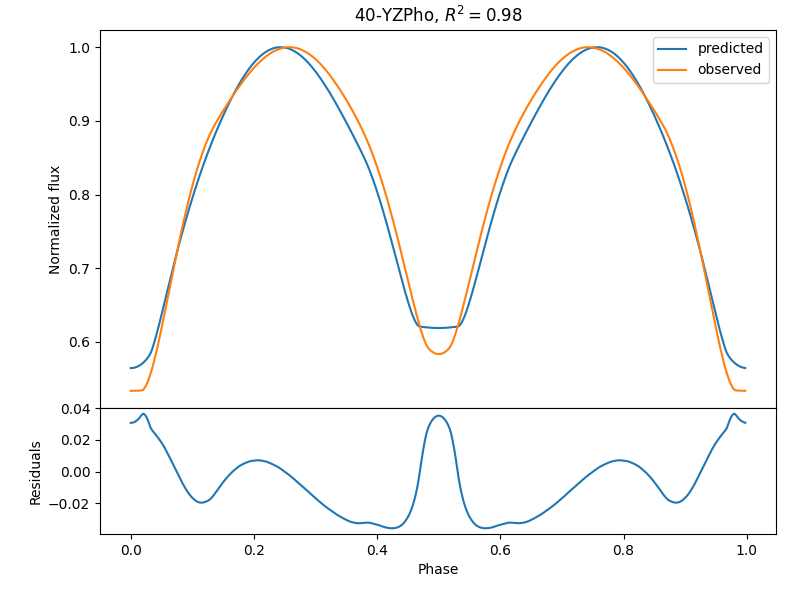 40-YZPho, R² = 0.98
predicted
observed
Normalized flux
1.0
0.9
0.8
0.7
0.6
0.04
0.02
0.00
−0.02
Residuals
0.0 0.2 0.4 0.6 0.8 1.0
Phase